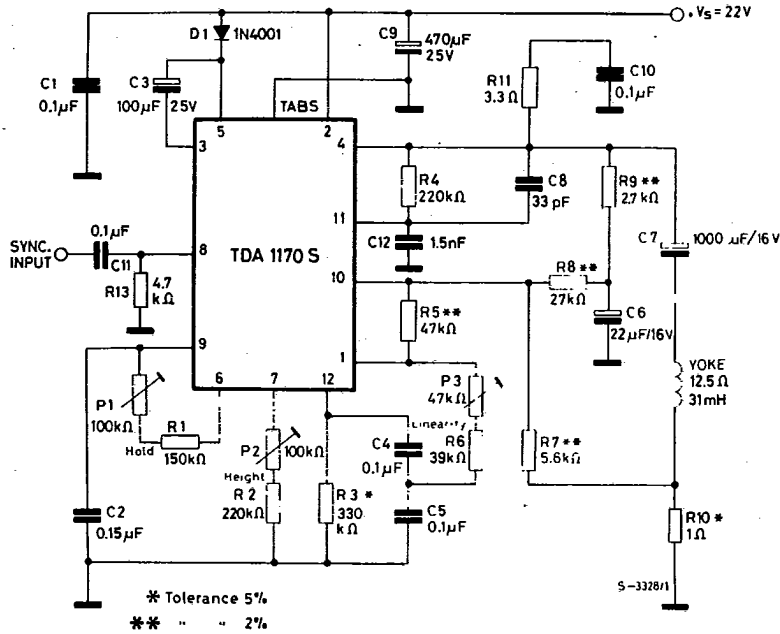 +Vs = 22V
D1
1N4001
C9
470µF
25V
C1
0.1µF
C3
100µF
25V
TABS
R11
3.3Ω
C10
0.1µF
5
2
3
4
R4
220kΩ
C8
33pF
R9**
2.7 kΩ
C7
1000 µF/16V
11
0.1µF
SYNC.
INPUT
C11
8
TDA 1170 S
C12
1.5nF
R13
4.7
kΩ
10
R8**
27kΩ
R5**
47kΩ
C6
22µF/16V
9
1
YOKE
12.5Ω
31mH
P1
100kΩ
6
7
12
P3
47kΩ
Linearity
R1
150kΩ
Hold
P2
100kΩ
Height
C4
0.1µF
R6
39kΩ
R7**
5.6kΩ
R2
220kΩ
R3*
330
kΩ
C5
0.1µF
C2
0.15µF
R10*
1Ω
S-3328/1
* Tolerance 5%
** " " 2%